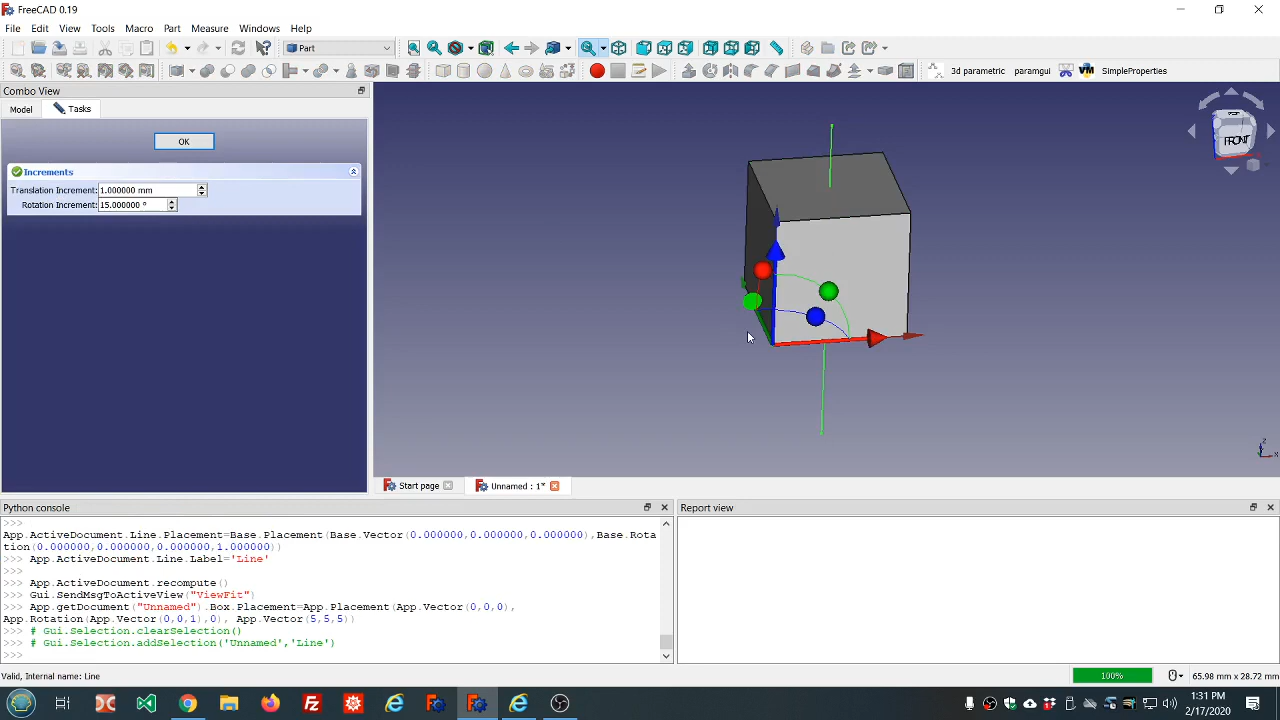 FreeCAD 0.19
File Edit View Tools Macro Part Measure Windows Help
Part
3d parametric paramgui VM SimpleProperties
Combo View
Model Tasks
OK
Increments
Translation Increment: 1.000000 mm
Rotation Increment: 15.000000 °
FRONT
Start page Unnamed : 1*
Python console Report view
>>>
App.ActiveDocument.Line.Placement=Base.Placement(Base.Vector(0.000000,0.000000,0.000000),Base.Rota
tion(0.000000,0.000000,0.000000,1.000000))
>>> App.ActiveDocument.Line.Label='Line'
>>>
>>> App.ActiveDocument.recompute()
>>> Gui.SendMsgToActiveView("ViewFit")
>>> App.getDocument("Unnamed").Box.Placement=App.Placement(App.Vector(0,0,0),
App.Rotation(App.Vector(0,0,1),0), App.Vector(5,5,5))
>>> # Gui.Selection.clearSelection()
>>> # Gui.Selection.addSelection('Unnamed','Line')
>>>
Valid, Internal name: Line 100% 65.98 mm x 28.72 mm
1:31 PM
2/17/2020